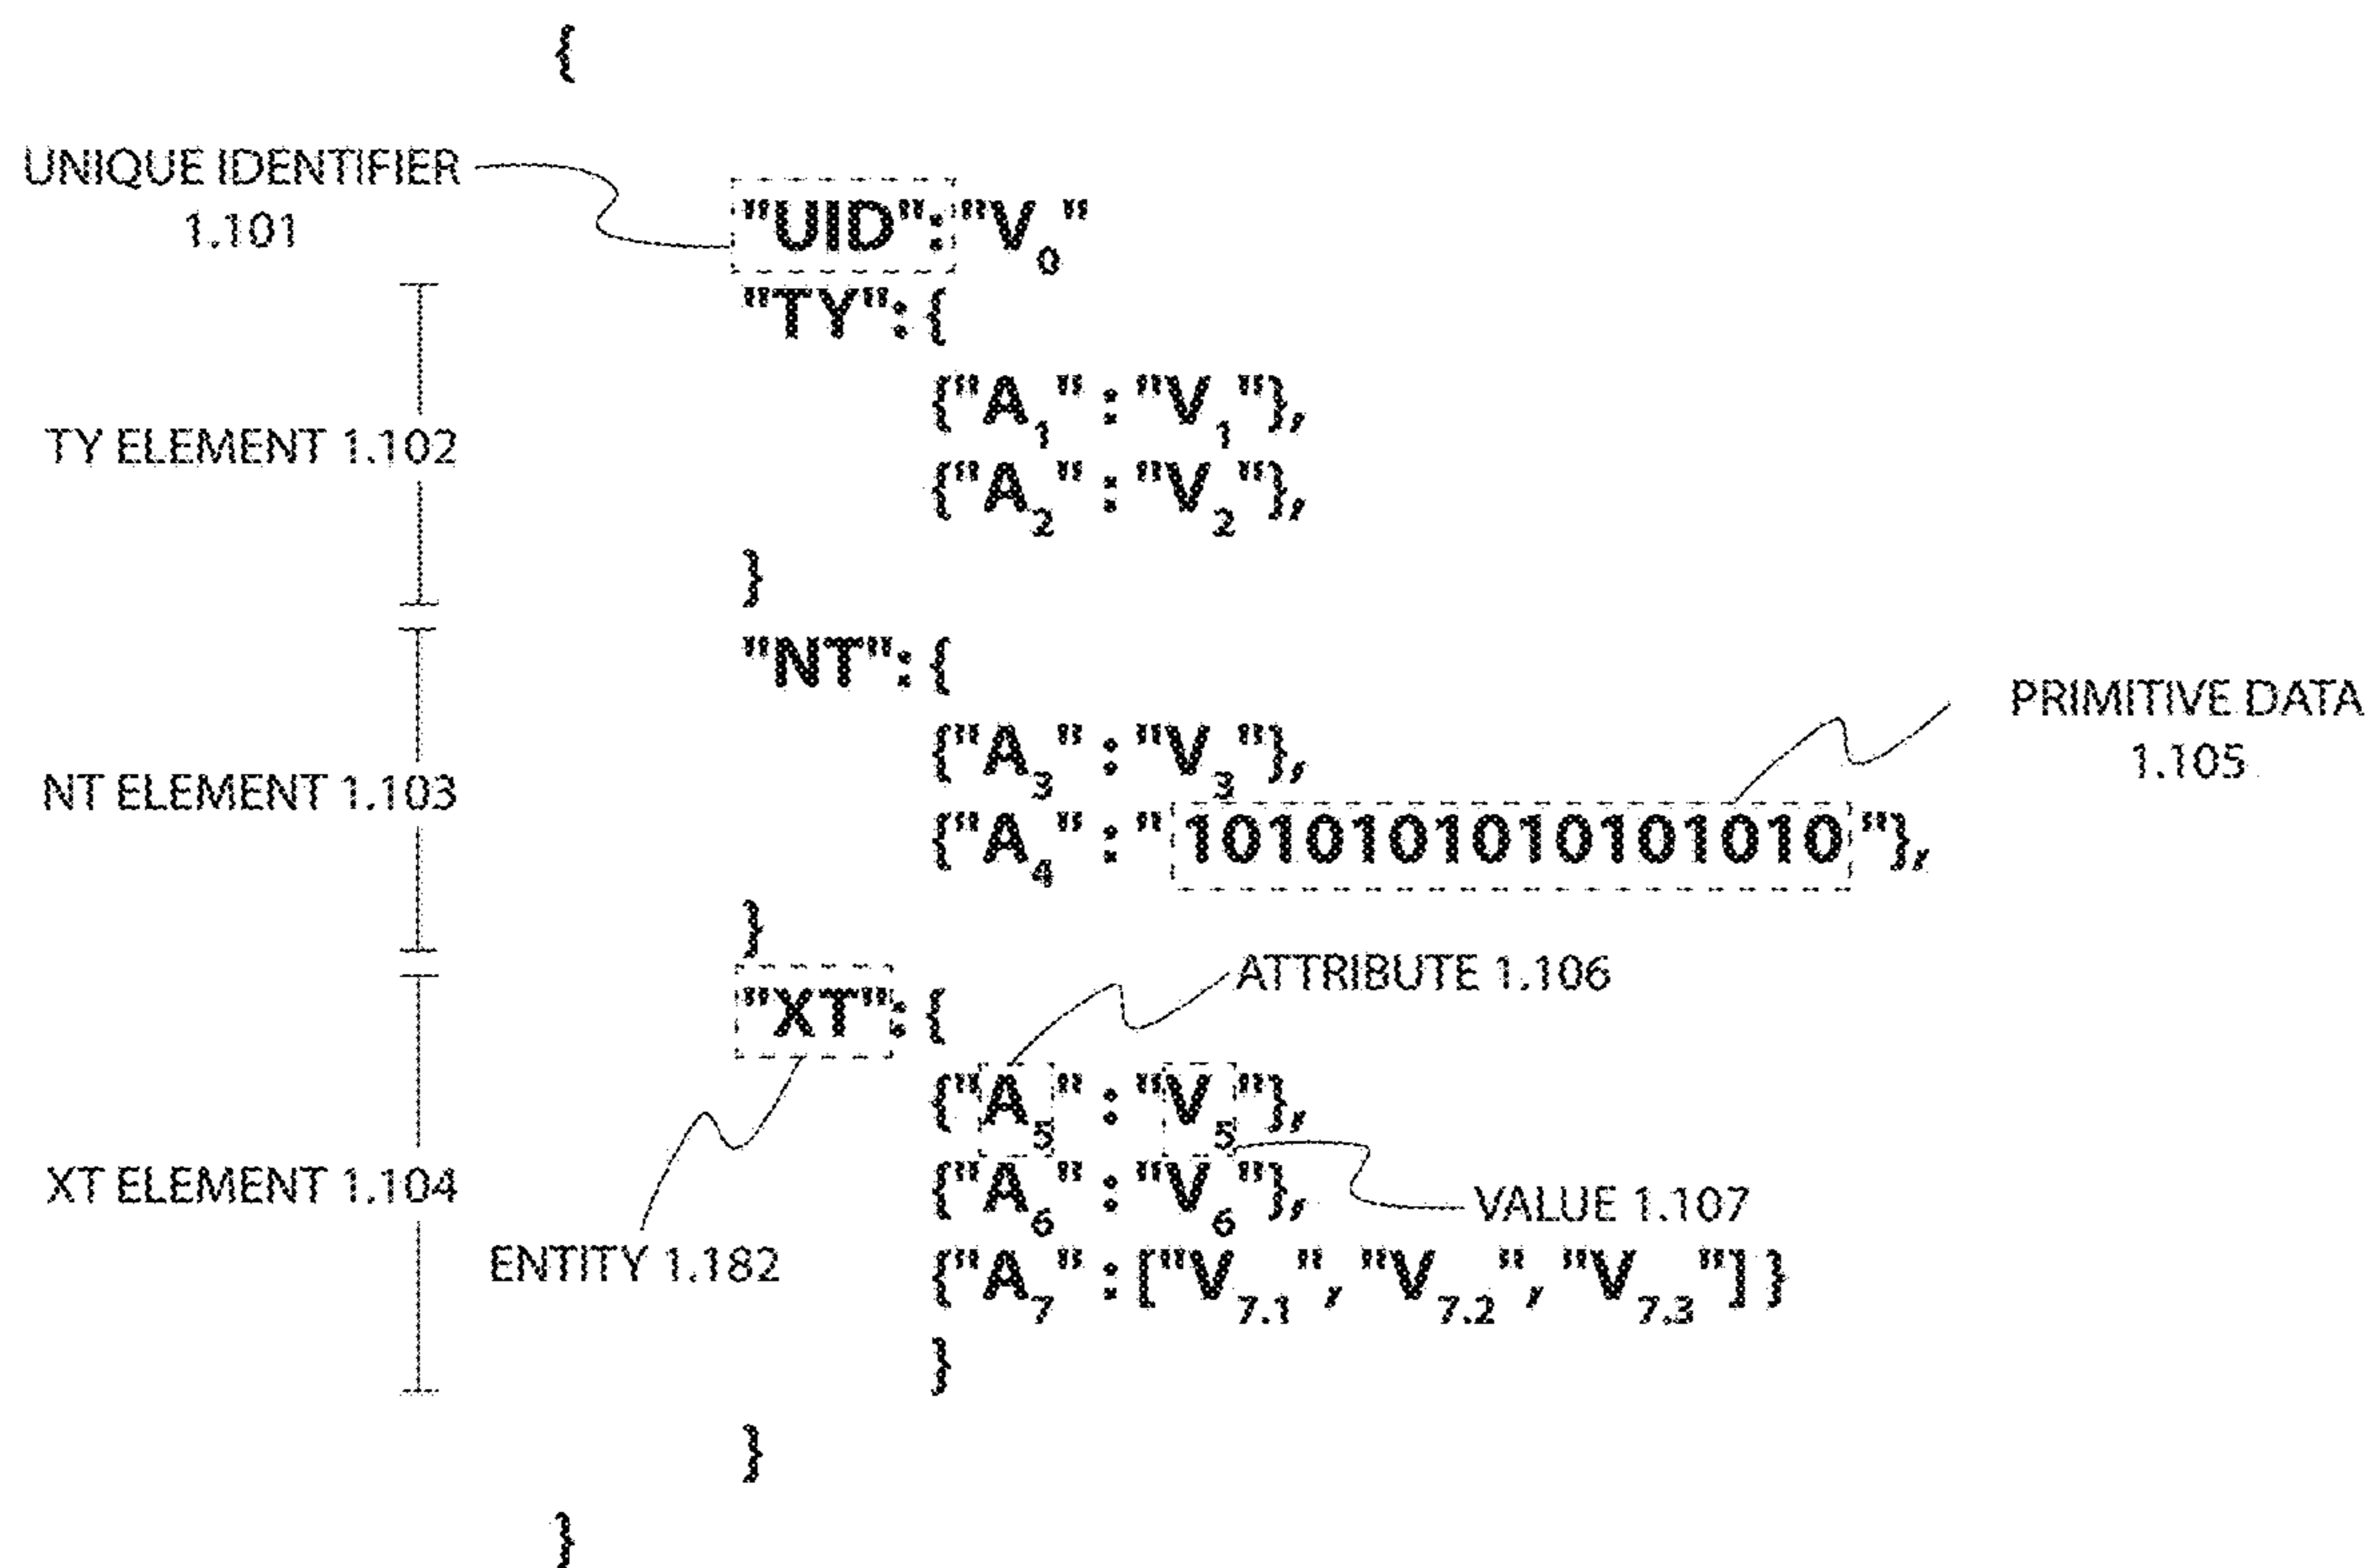 {
UNIQUE IDENTIFIER
1.101
"UID": "V₀"
"TY": {
{"A₁" : "V₁"},
TY ELEMENT 1.102
{"A₂" : "V₂"},
}
"NT": {
PRIMITIVE DATA
1.105
{"A₃" : "V₃"},
NT ELEMENT 1.103
{"A₄" : "1010101010101010"},
}
ATTRIBUTE 1.106
"XT": {
{"A₅" : "V₅"},
XT ELEMENT 1.104
{"A₆" : "V₆"},
VALUE 1.107
ENTITY 1.182
{"A₇" : ["V₇.₁", "V₇.₂", "V₇.₃"] }
}
}
}